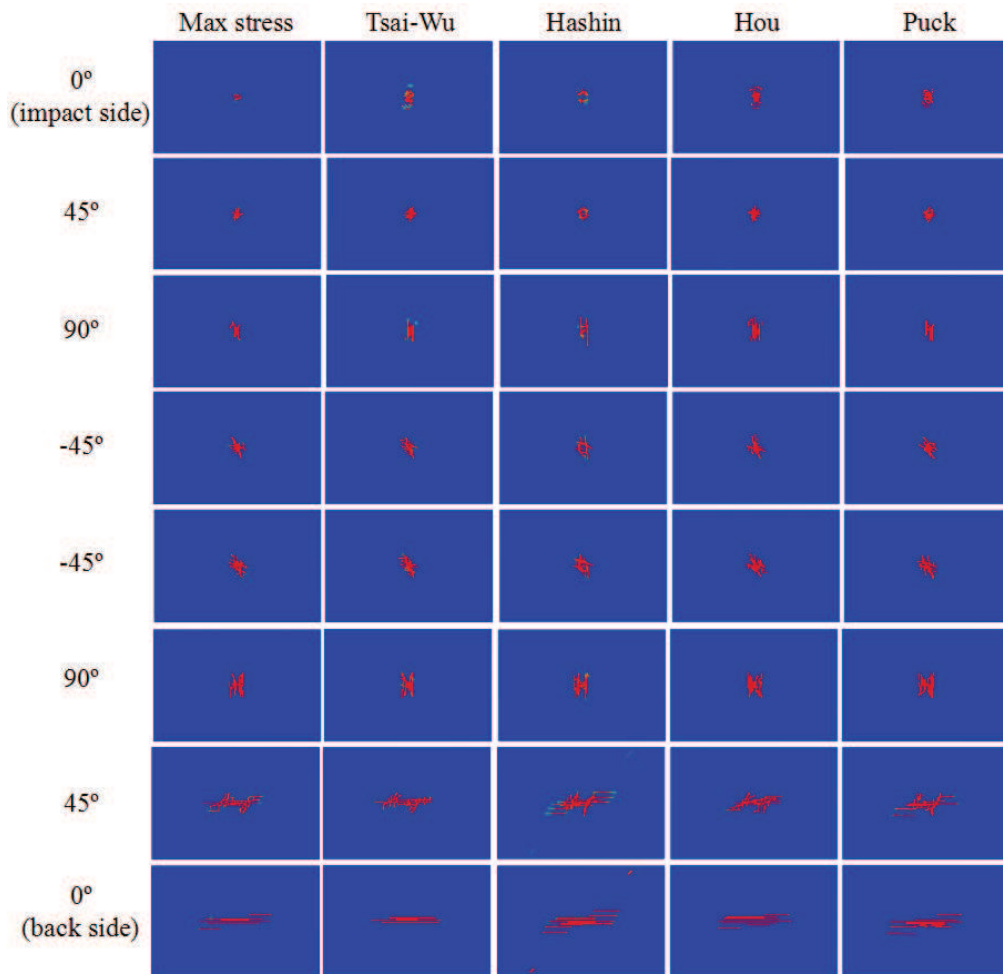 Max stress Tsai-Wu Hashin Hou Puck
0º
(impact side)
45º
90º
-45º
-45º
90º
45º
0º
(back side)